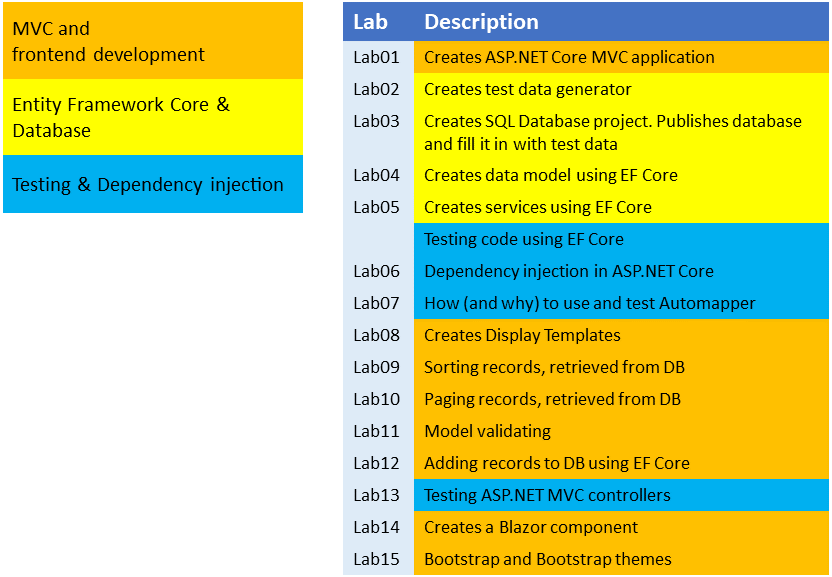 MVC and
frontend development
Entity Framework Core &
Database
Testing & Dependency injection
Lab Description
Lab01 Creates ASP.NET Core MVC application
Lab02 Creates test data generator
Lab03 Creates SQL Database project. Publishes database
and fill it in with test data
Lab04 Creates data model using EF Core
Lab05 Creates services using EF Core
Testing code using EF Core
Lab06 Dependency injection in ASP.NET Core
Lab07 How (and why) to use and test Automapper
Lab08 Creates Display Templates
Lab09 Sorting records, retrieved from DB
Lab10 Paging records, retrieved from DB
Lab11 Model validating
Lab12 Adding records to DB using EF Core
Lab13 Testing ASP.NET MVC controllers
Lab14 Creates a Blazor component
Lab15 Bootstrap and Bootstrap themes